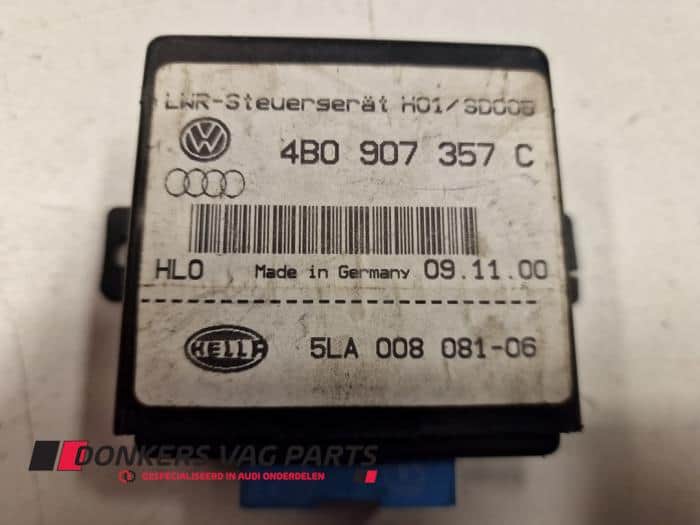 LWR-Steuergerät H01/SD008
4B0 907 357 C
HLO Made in Germany 09.11.00
HELLA 5LA 008 081-06
DONKERS VAG PARTS
GESPECIALISEERD IN AUDI ONDERDELEN